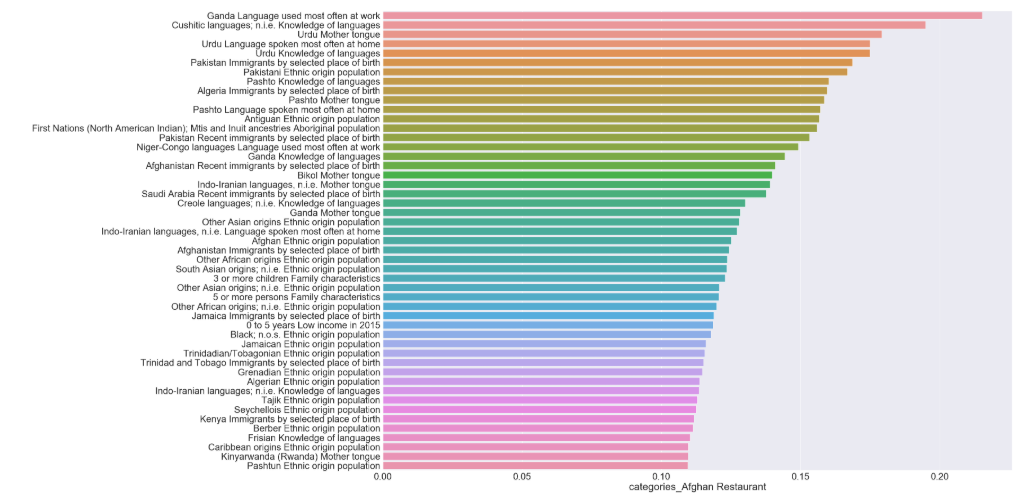 Ganda Language used most often at work
Cushitic languages; n.i.e. Knowledge of languages
Urdu Mother tongue
Urdu Language spoken most often at home
Urdu Knowledge of languages
Pakistan Immigrants by selected place of birth
Pakistani Ethnic origin population
Pashto Knowledge of languages
Algeria Immigrants by selected place of birth
Pashto Mother tongue
Pashto Language spoken most often at home
Antiguan Ethnic origin population
First Nations (North American Indian); Mtis and Inuit ancestries Aboriginal population
Pakistan Recent immigrants by selected place of birth
Niger-Congo languages Language used most often at work
Ganda Knowledge of languages
Afghanistan Recent immigrants by selected place of birth
Bikol Mother tongue
Indo-Iranian languages, n.i.e. Mother tongue
Saudi Arabia Recent immigrants by selected place of birth
Creole languages; n.i.e. Knowledge of languages
Ganda Mother tongue
Other Asian origins Ethnic origin population
Indo-Iranian languages, n.i.e. Language spoken most often at home
Afghan Ethnic origin population
Afghanistan Immigrants by selected place of birth
Other African origins Ethnic origin population
South Asian origins; n.i.e. Ethnic origin population
3 or more children Family characteristics
Other Asian origins; n.i.e. Ethnic origin population
5 or more persons Family characteristics
Other African origins; n.i.e. Ethnic origin population
Jamaica Immigrants by selected place of birth
0 to 5 years Low income in 2015
Black; n.o.s. Ethnic origin population
Jamaican Ethnic origin population
Trinidadian/Tobagonian Ethnic origin population
Trinidad and Tobago Immigrants by selected place of birth
Grenadian Ethnic origin population
Algerian Ethnic origin population
Indo-Iranian languages; n.i.e. Knowledge of languages
Tajik Ethnic origin population
Seychellois Ethnic origin population
Kenya Immigrants by selected place of birth
Berber Ethnic origin population
Frisian Knowledge of languages
Caribbean origins Ethnic origin population
Kinyarwanda (Rwanda) Mother tongue
Pashtun Ethnic origin population
0.00 0.05 0.10 0.15 0.20
categories_Afghan Restaurant